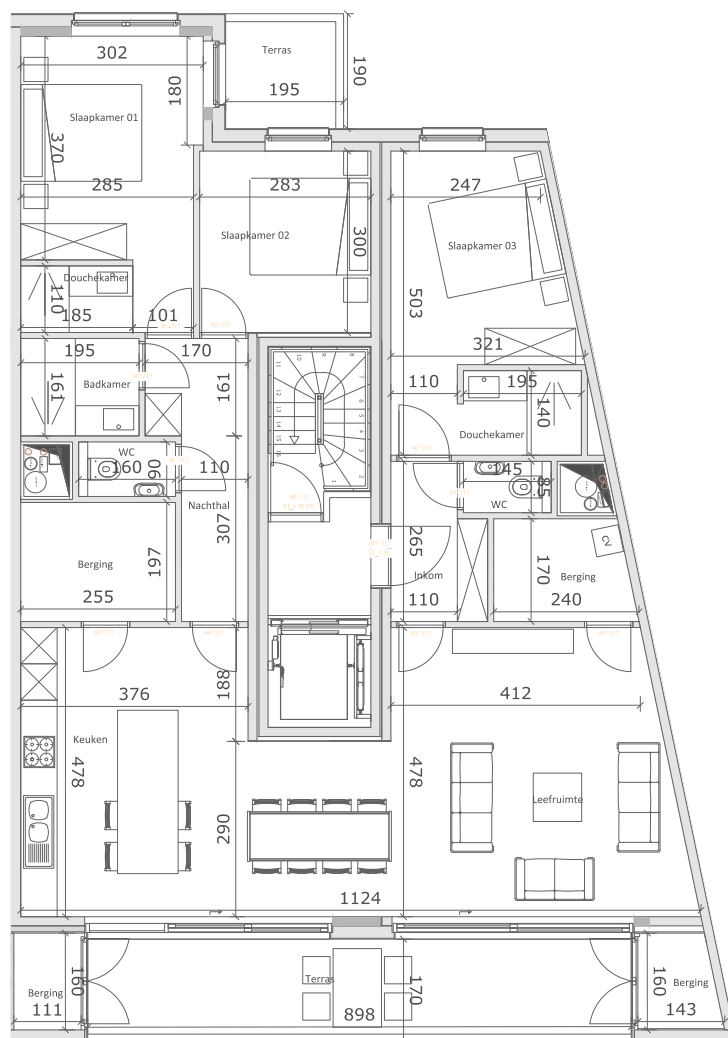 302
180
Terras
195
190
Slaapkamer 01
370
285
283
247
Slaapkamer 02
300
Slaapkamer 03
Douchekamer
110
185
101
503
321
195
170
161
Badkamer
161
110
195
140
Douchekamer
WC
160
90
110
145
85
WC
Nachthal
307
Berging
197
255
265
Inkom
110
170
Berging
240
CV
376
188
412
Keuken
478
478
Leefruimte
290
1124
Berging
160
111
Terras
170
898
160
Berging
143